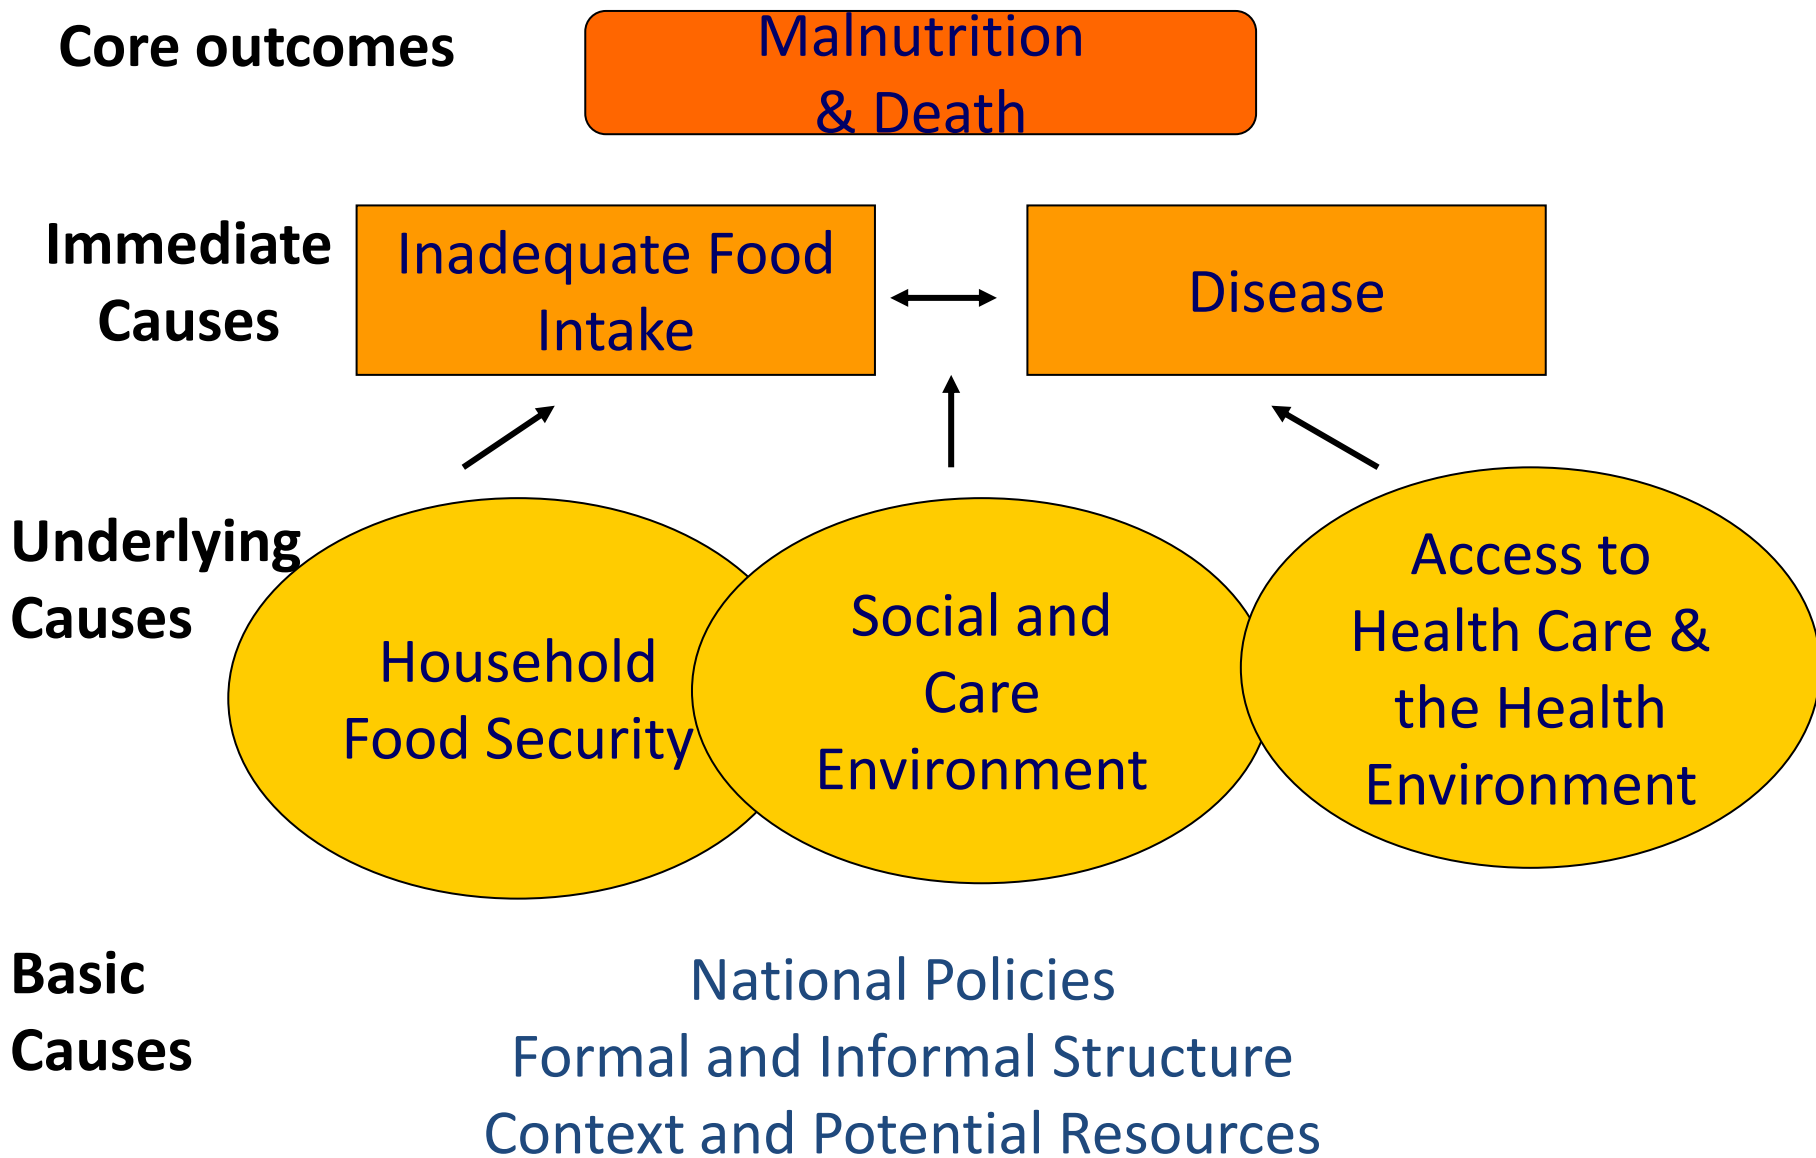 Core outcomes
Malnutrition
& Death
Immediate
Causes
Inadequate Food
Intake
Disease
Underlying
Causes
Household
Food Security
Social and
Care
Environment
Access to
Health Care &
the Health
Environment
Basic
Causes
National Policies
Formal and Informal Structure
Context and Potential Resources